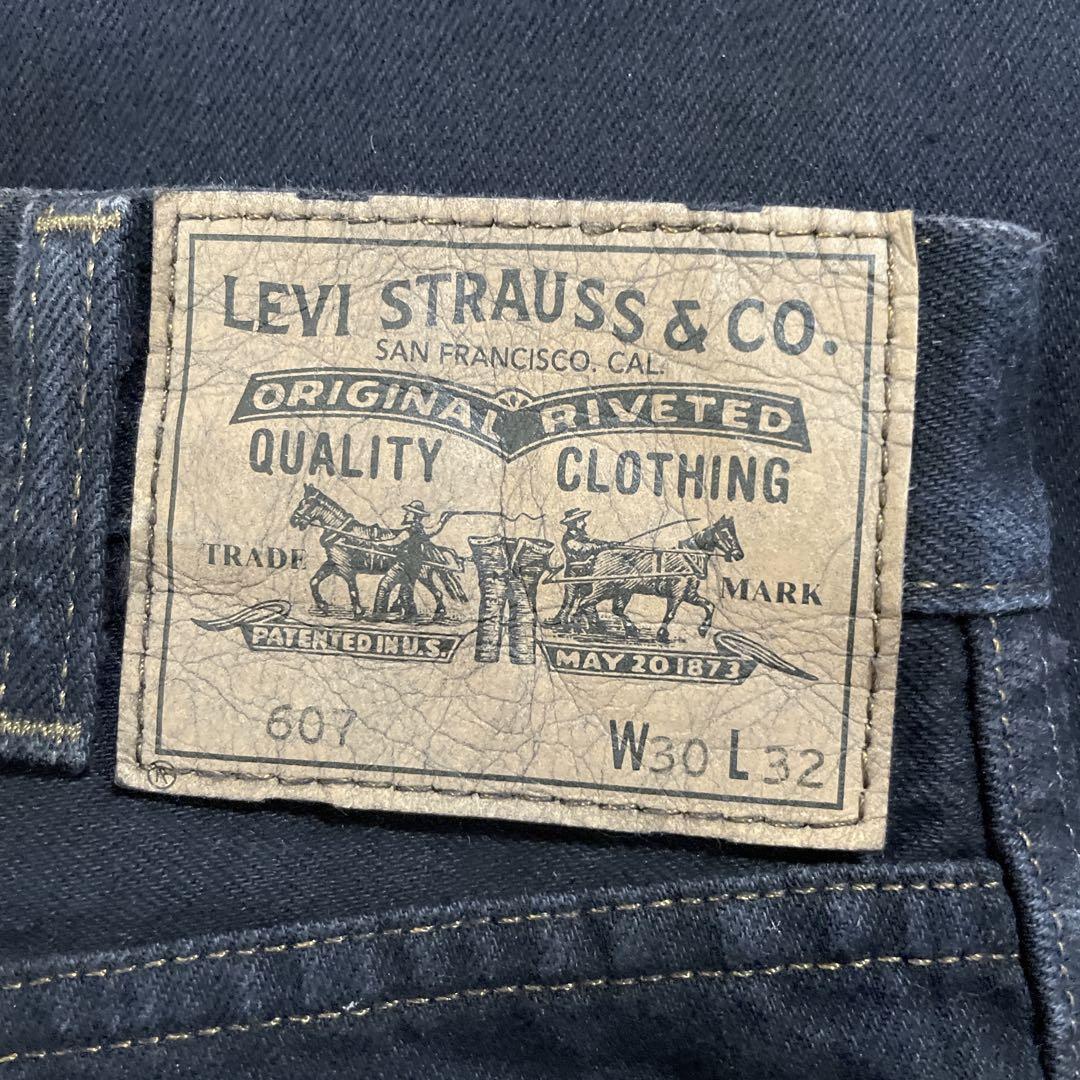 LEVI STRAUSS & CO.
SAN FRANCISCO. CAL.
ORIGINAL RIVETED
QUALITY CLOTHING
TRADE MARK
PATENTED IN U.S. MAY 20 1873
607 W30 L32
®